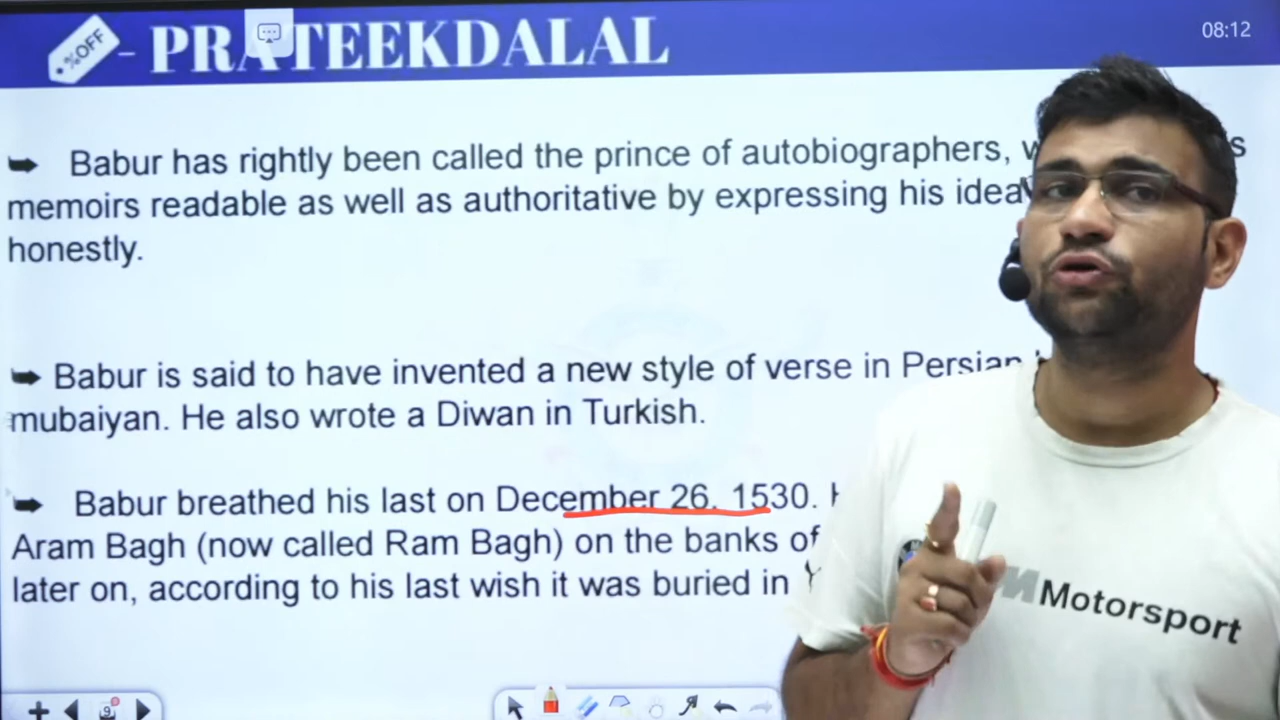 %OFF - PRATEEKDALAL
08:12
Babur has rightly been called the prince of autobiographers,
memoirs readable as well as authoritative by expressing his idea
honestly.
Babur is said to have invented a new style of verse in Persian
mubaiyan. He also wrote a Diwan in Turkish.
Babur breathed his last on December 26, 1530.
Aram Bagh (now called Ram Bagh) on the banks of
later on, according to his last wish it was buried in
Motorsport
9